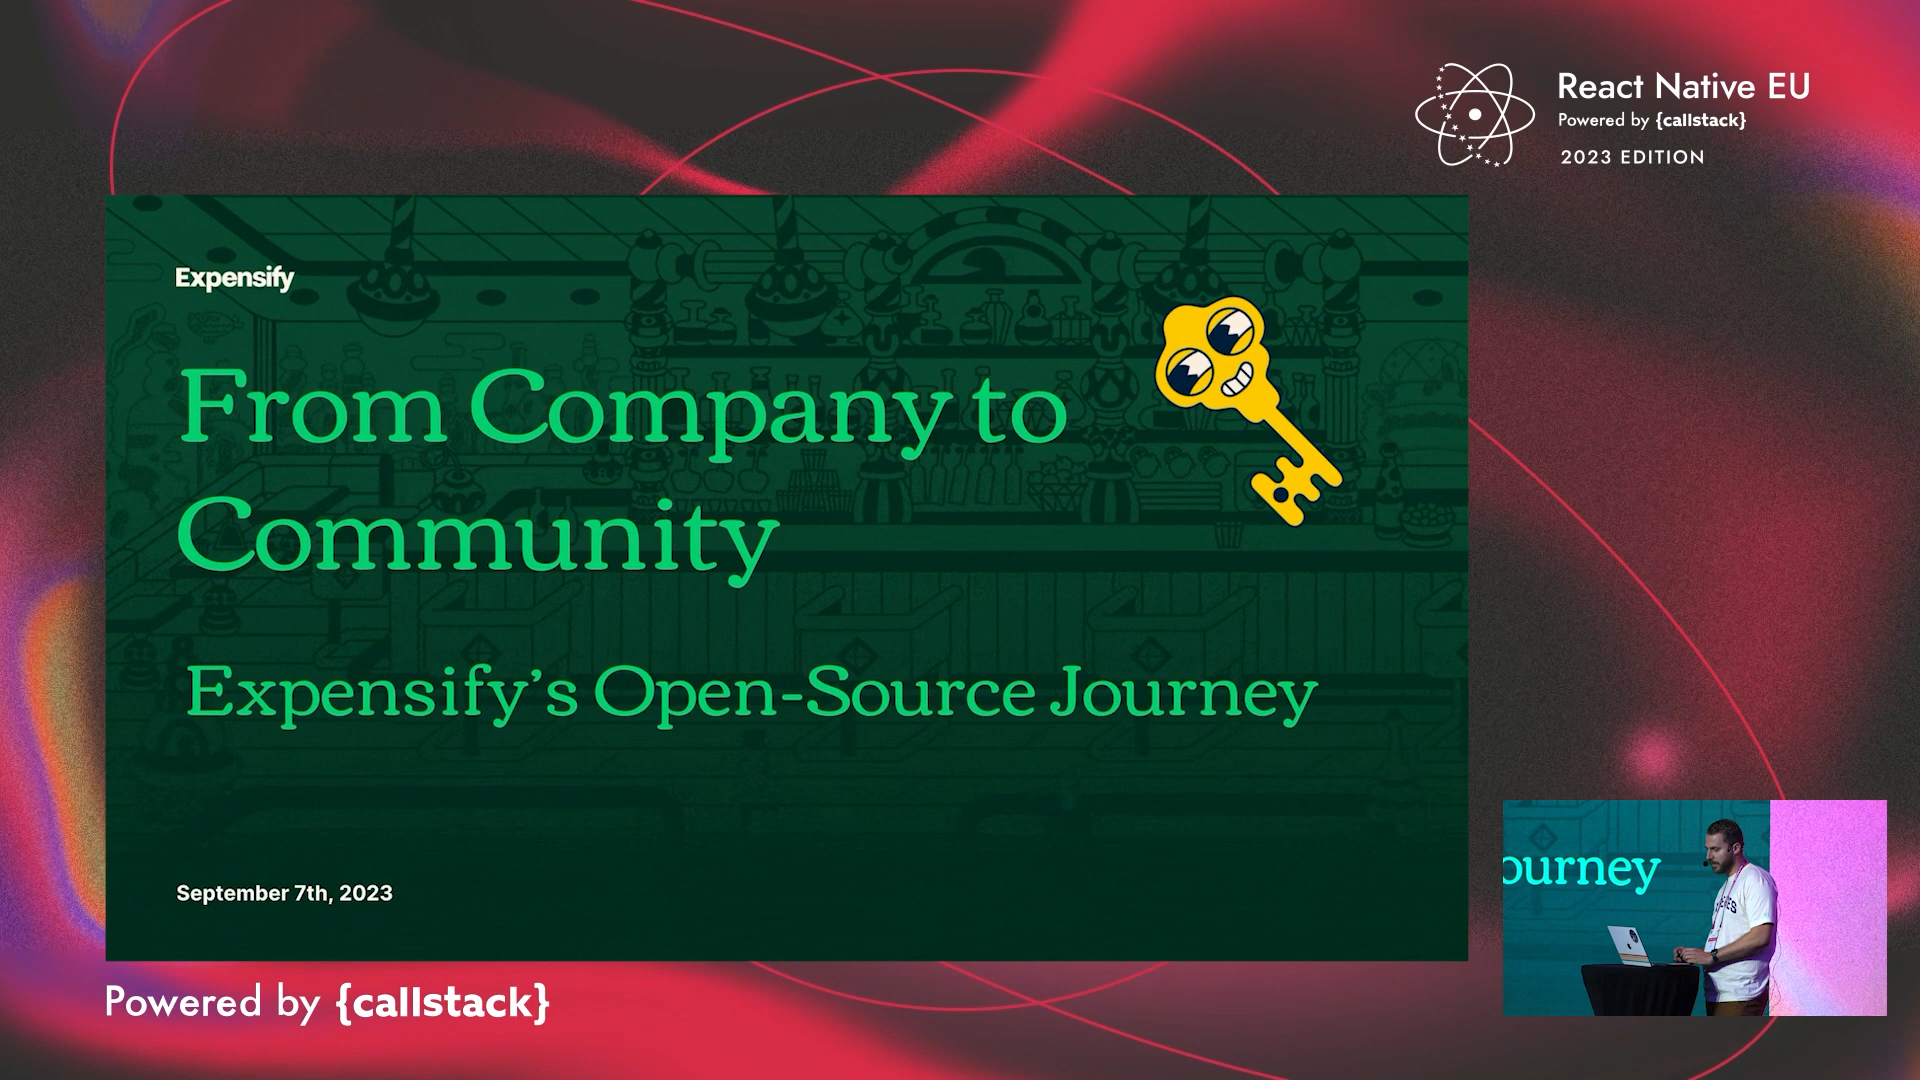 React Native EU
Powered by {callstack}
2023 EDITION
Expensify
From Company to
Community
Expensify's Open-Source Journey
September 7th, 2023
ourney
Powered by {callstack}